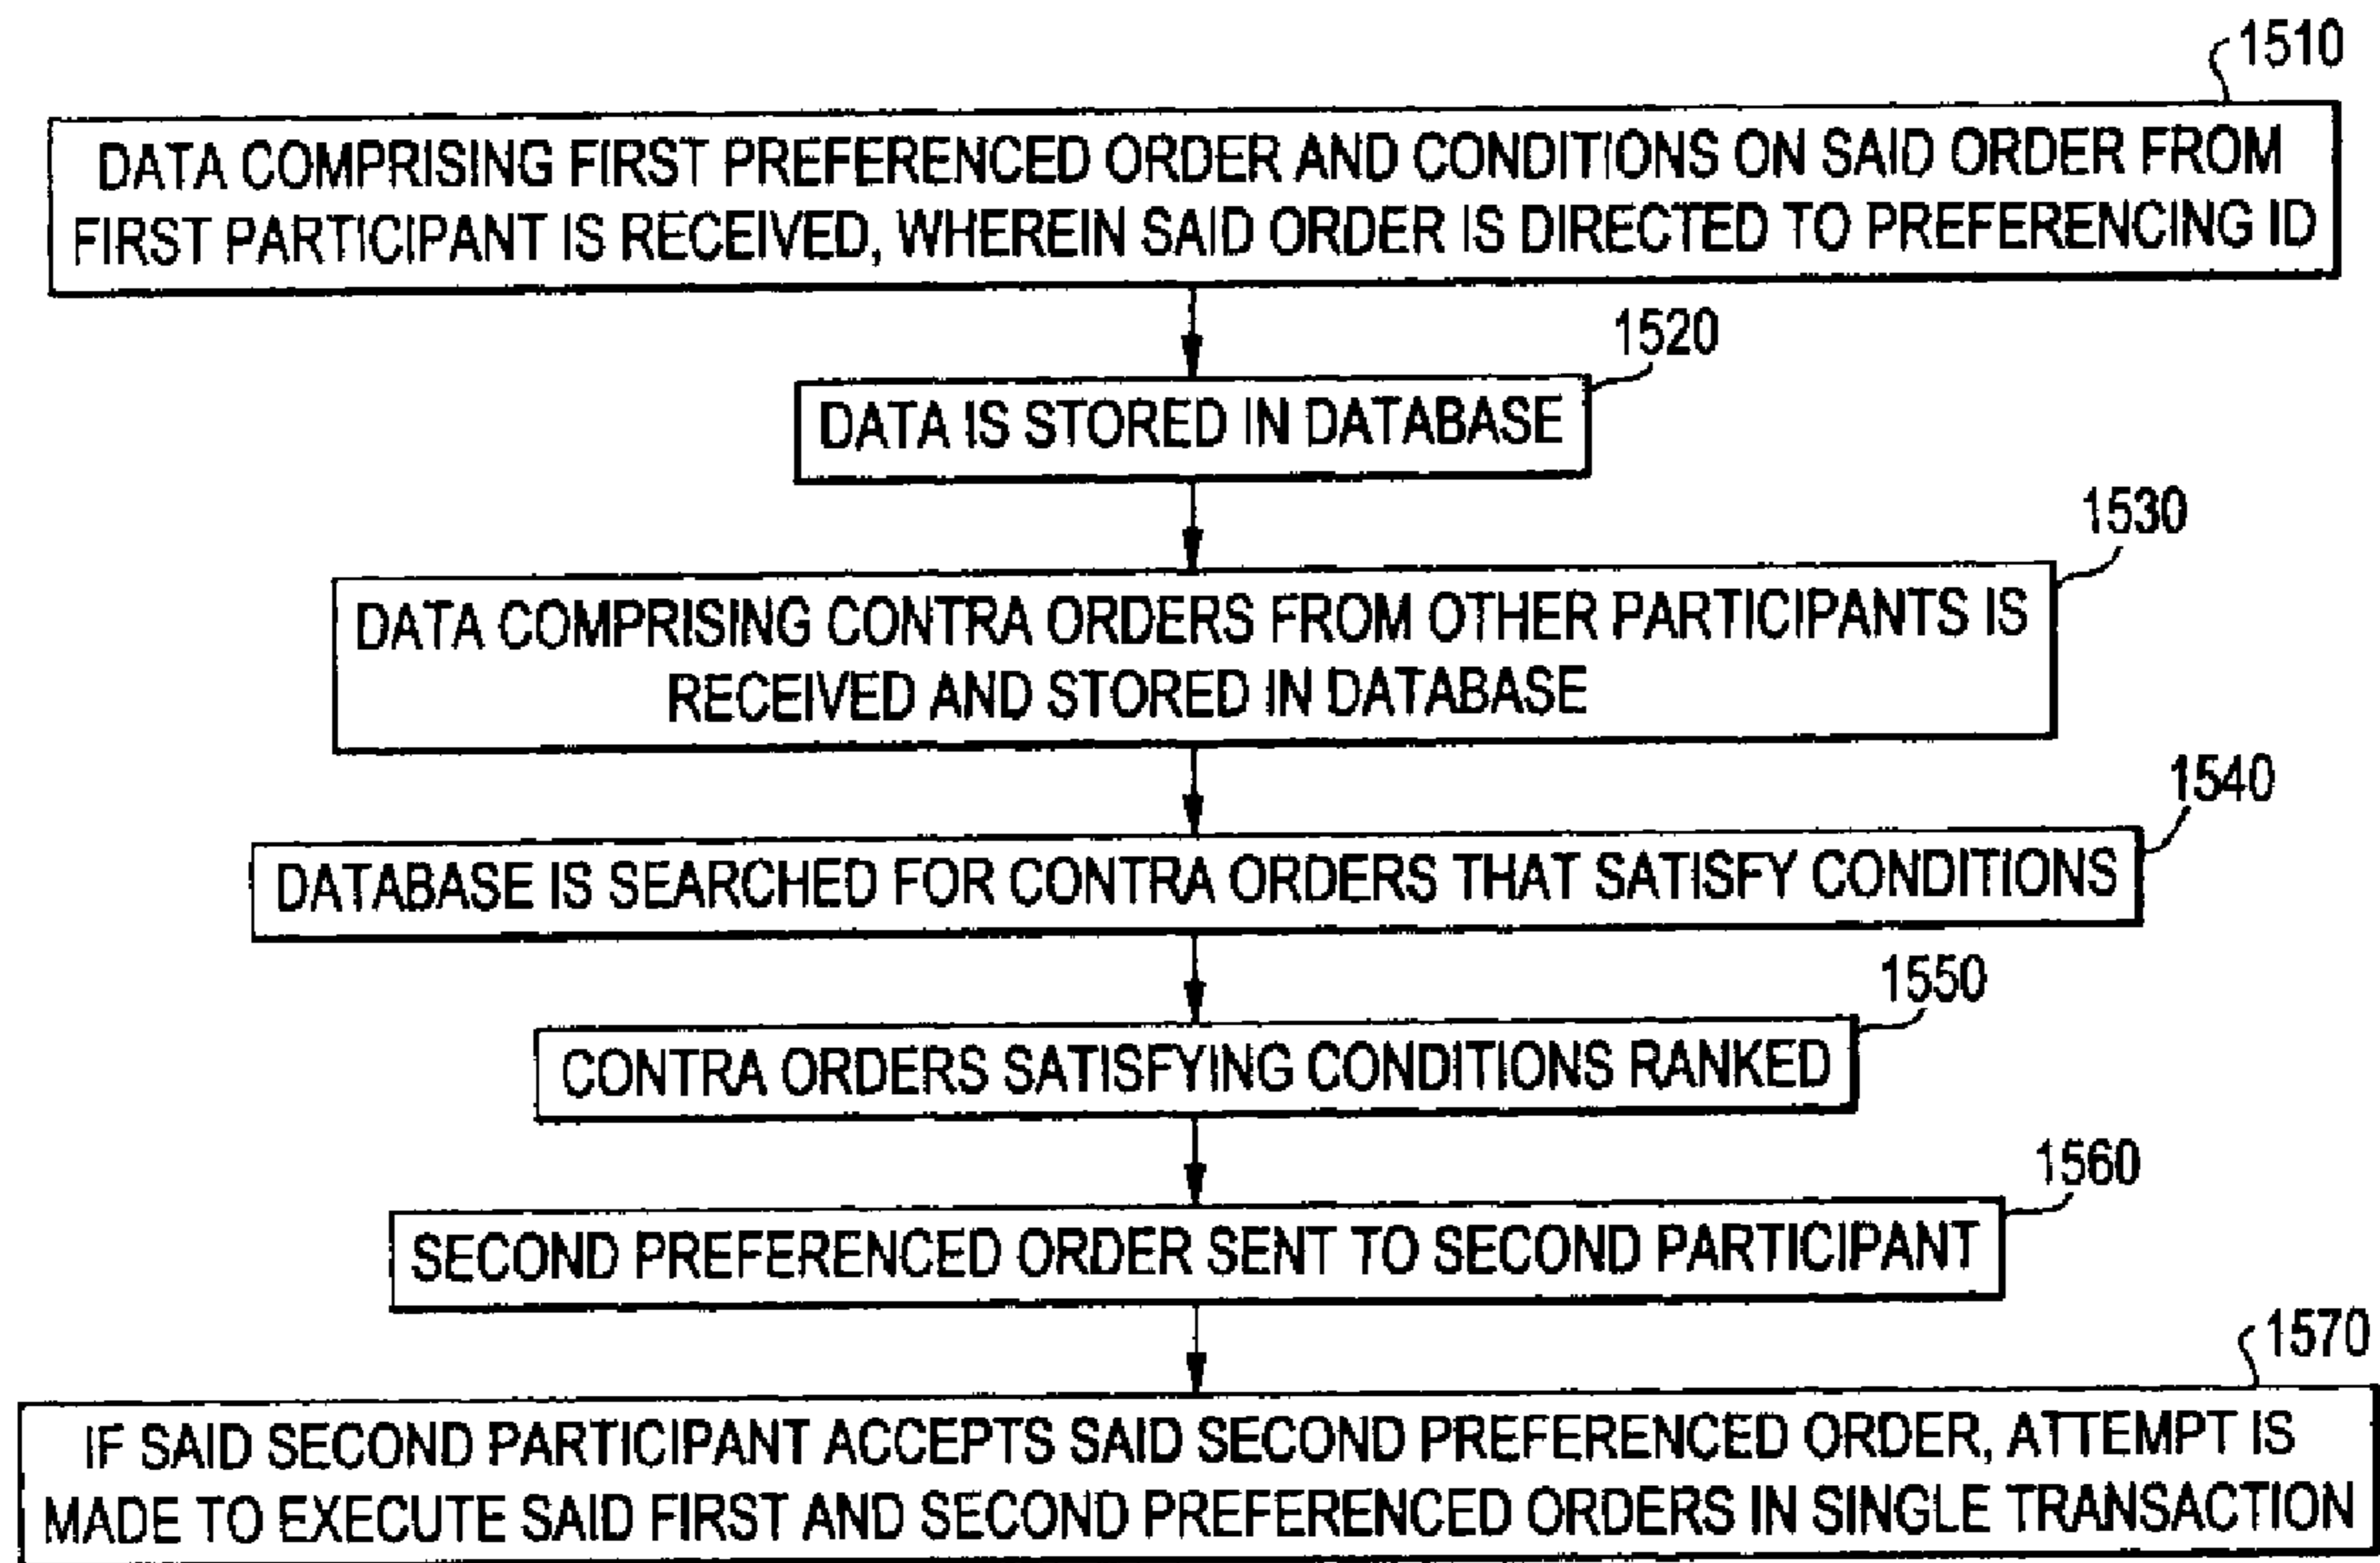 1510
DATA COMPRISING FIRST PREFERENCED ORDER AND CONDITIONS ON SAID ORDER FROM
FIRST PARTICIPANT IS RECEIVED, WHEREIN SAID ORDER IS DIRECTED TO PREFERENCING ID
1520
DATA IS STORED IN DATABASE
1530
DATA COMPRISING CONTRA ORDERS FROM OTHER PARTICIPANTS IS
RECEIVED AND STORED IN DATABASE
1540
DATABASE IS SEARCHED FOR CONTRA ORDERS THAT SATISFY CONDITIONS
1550
CONTRA ORDERS SATISFYING CONDITIONS RANKED
1560
SECOND PREFERENCED ORDER SENT TO SECOND PARTICIPANT
1570
IF SAID SECOND PARTICIPANT ACCEPTS SAID SECOND PREFERENCED ORDER, ATTEMPT IS
MADE TO EXECUTE SAID FIRST AND SECOND PREFERENCED ORDERS IN SINGLE TRANSACTION